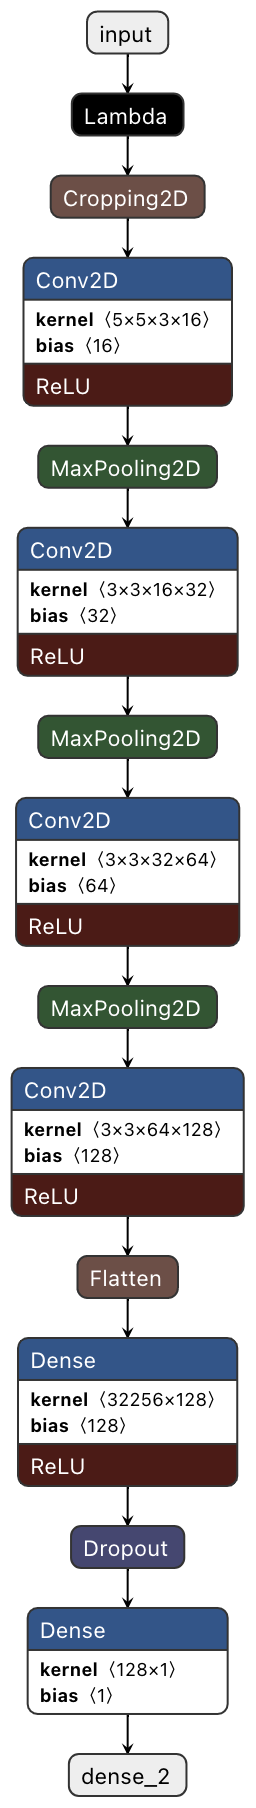 input
Lambda
Cropping2D
Conv2D
kernel 〈5×5×3×16〉
bias 〈16〉
ReLU
MaxPooling2D
Conv2D
kernel 〈3×3×16×32〉
bias 〈32〉
ReLU
MaxPooling2D
Conv2D
kernel 〈3×3×32×64〉
bias 〈64〉
ReLU
MaxPooling2D
Conv2D
kernel 〈3×3×64×128〉
bias 〈128〉
ReLU
Flatten
Dense
kernel 〈32256×128〉
bias 〈128〉
ReLU
Dropout
Dense
kernel 〈128×1〉
bias 〈1〉
dense_2